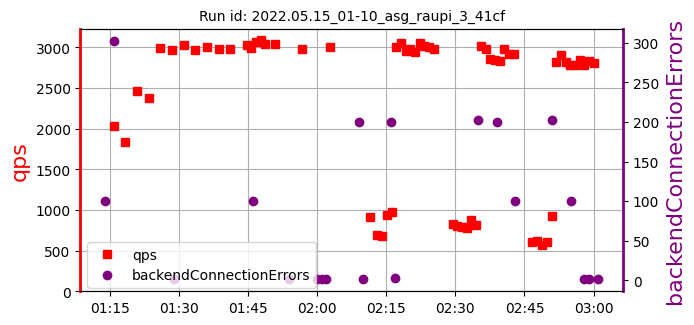 Run id: 2022.05.15_01-10_asg_raupi_3_41cf
qps
3000
2500
2000
1500
1000
500
0
300
250
200
150
100
50
0
backendConnectionErrors
qps
backendConnectionErrors
01:15 01:30 01:45 02:00 02:15 02:30 02:45 03:00